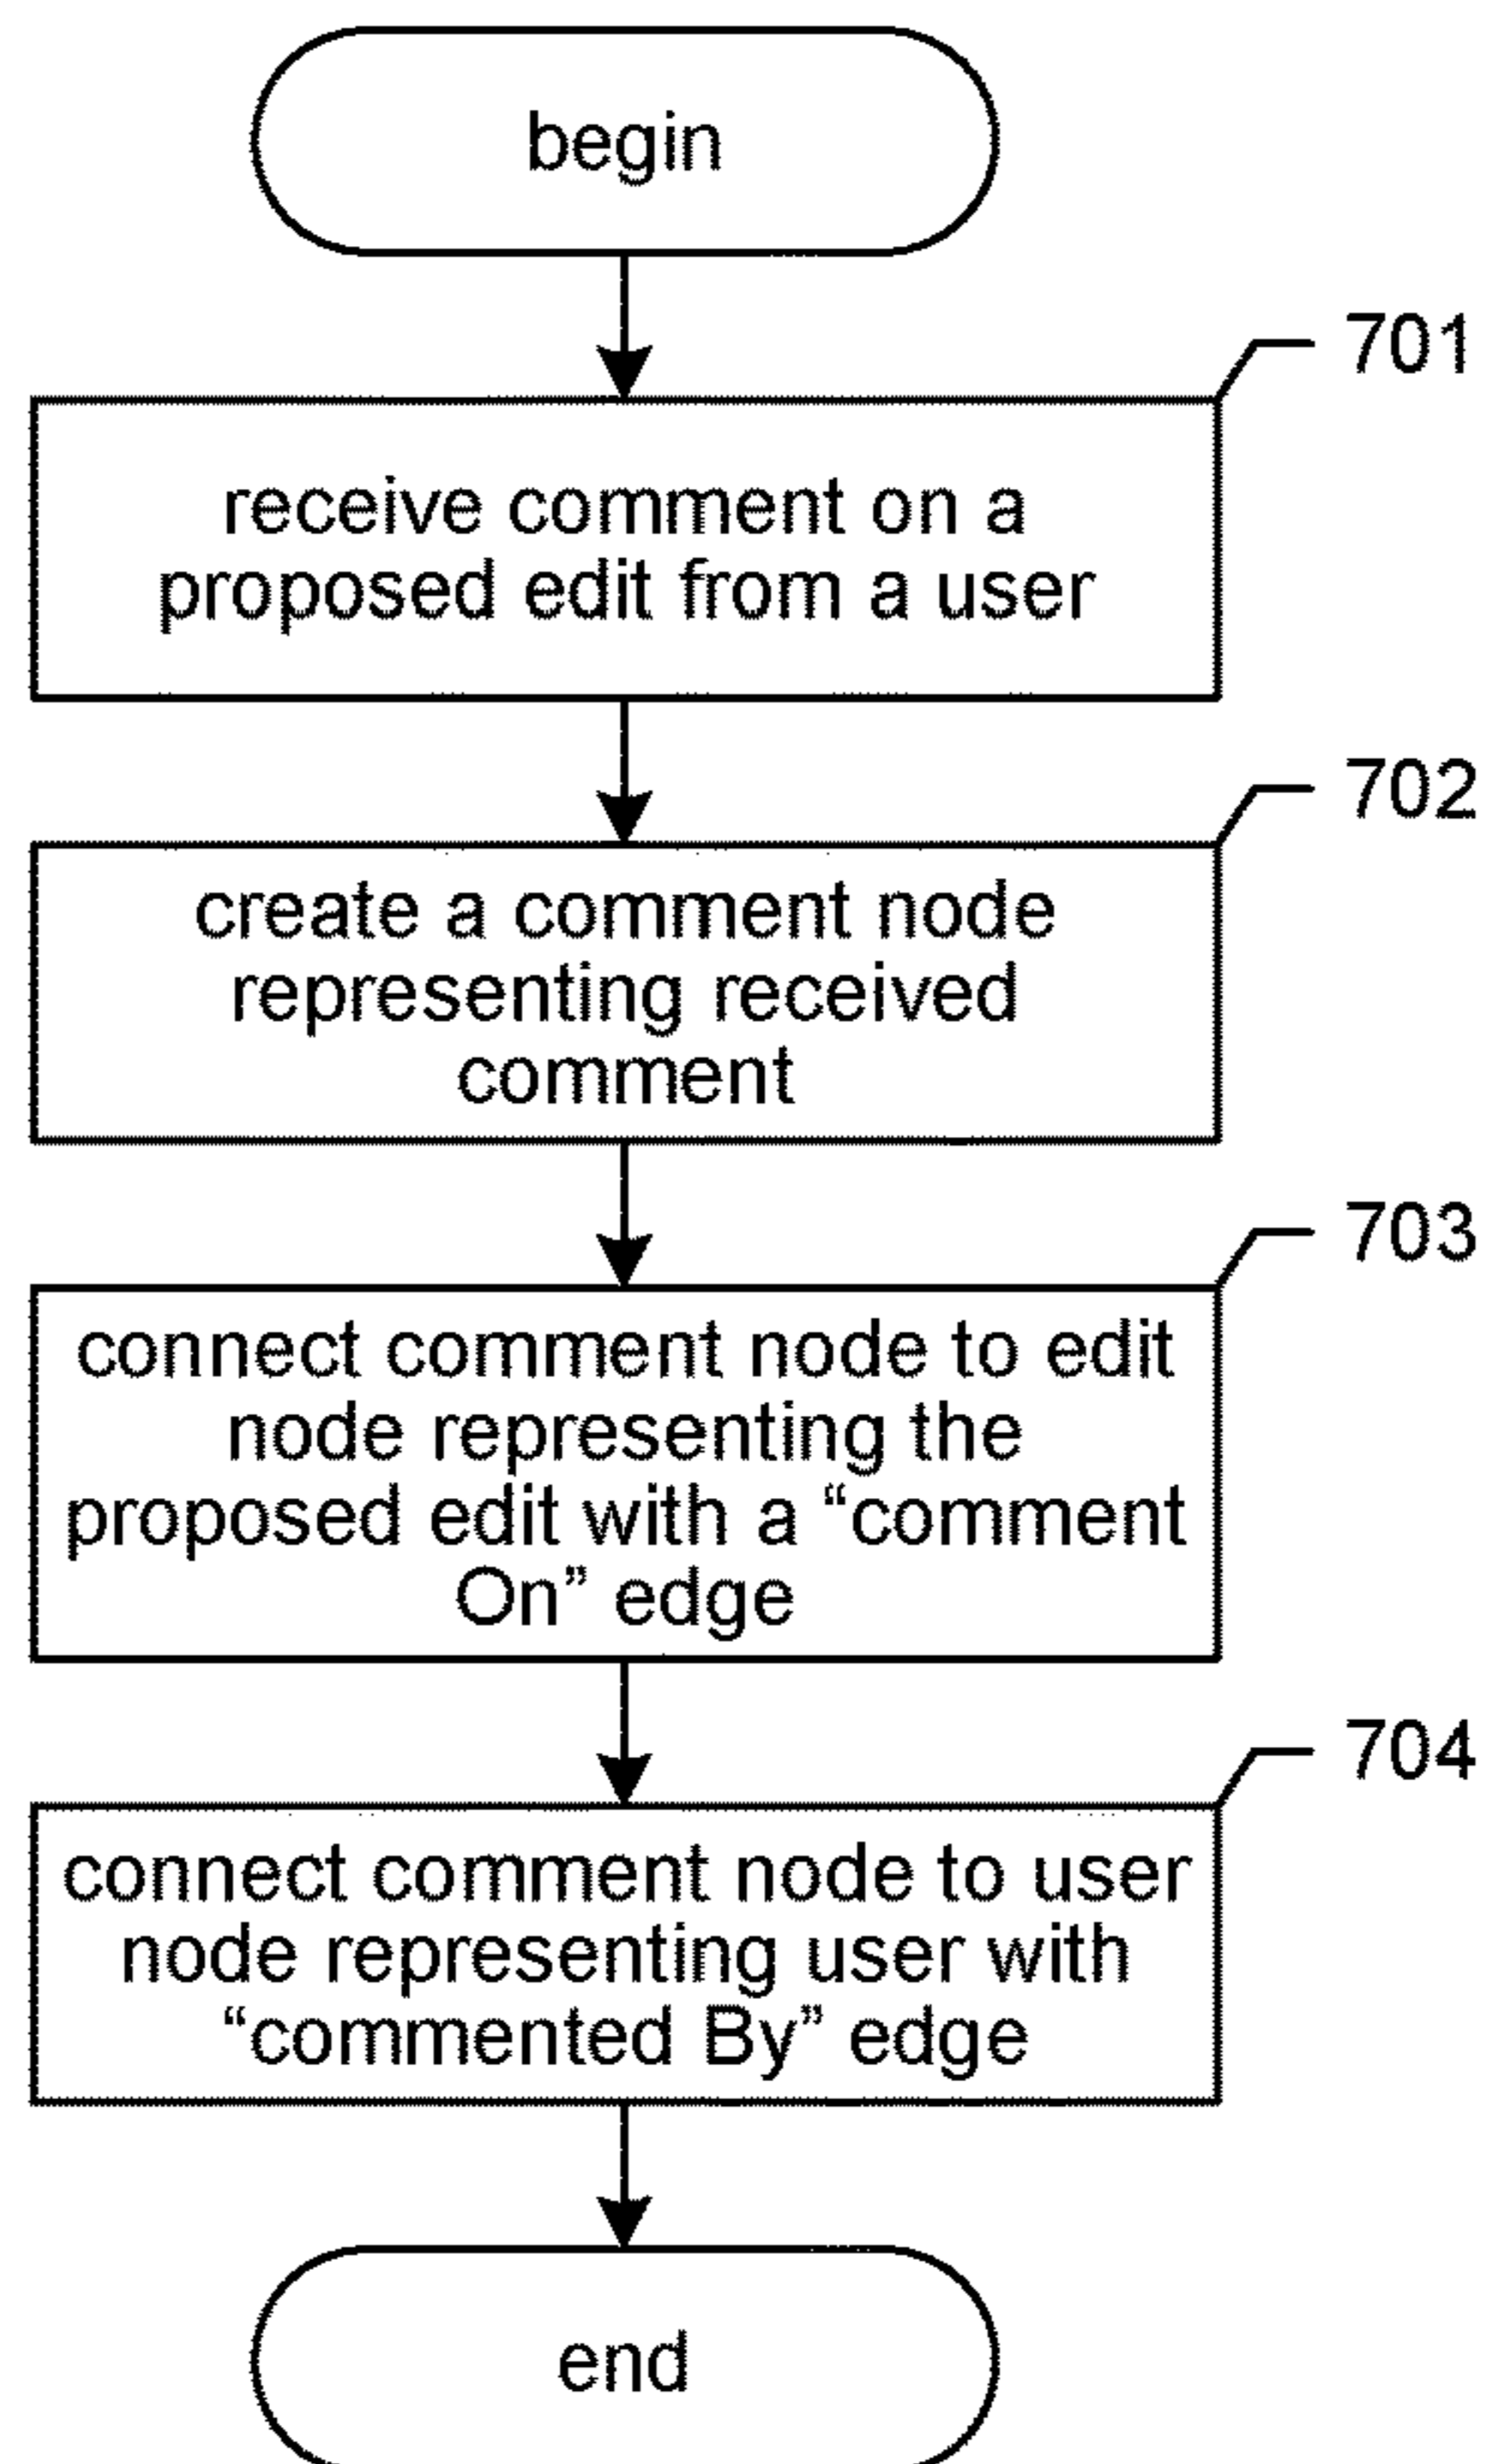 begin
701
receive comment on a
proposed edit from a user
702
create a comment node
representing received
comment
703
connect comment node to edit
node representing the
proposed edit with a “comment
On” edge
704
connect comment node to user
node representing user with
“commented By” edge
end